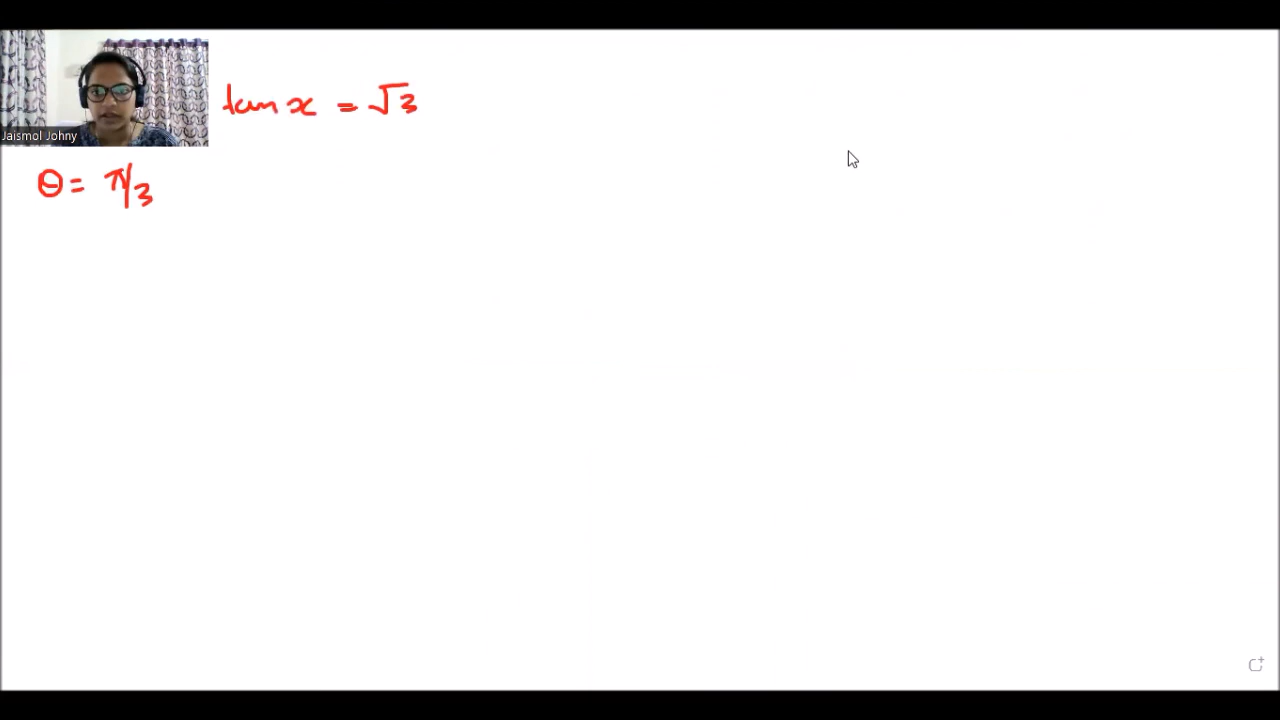 tan x = √3
Jaismol Johny
θ = π/3